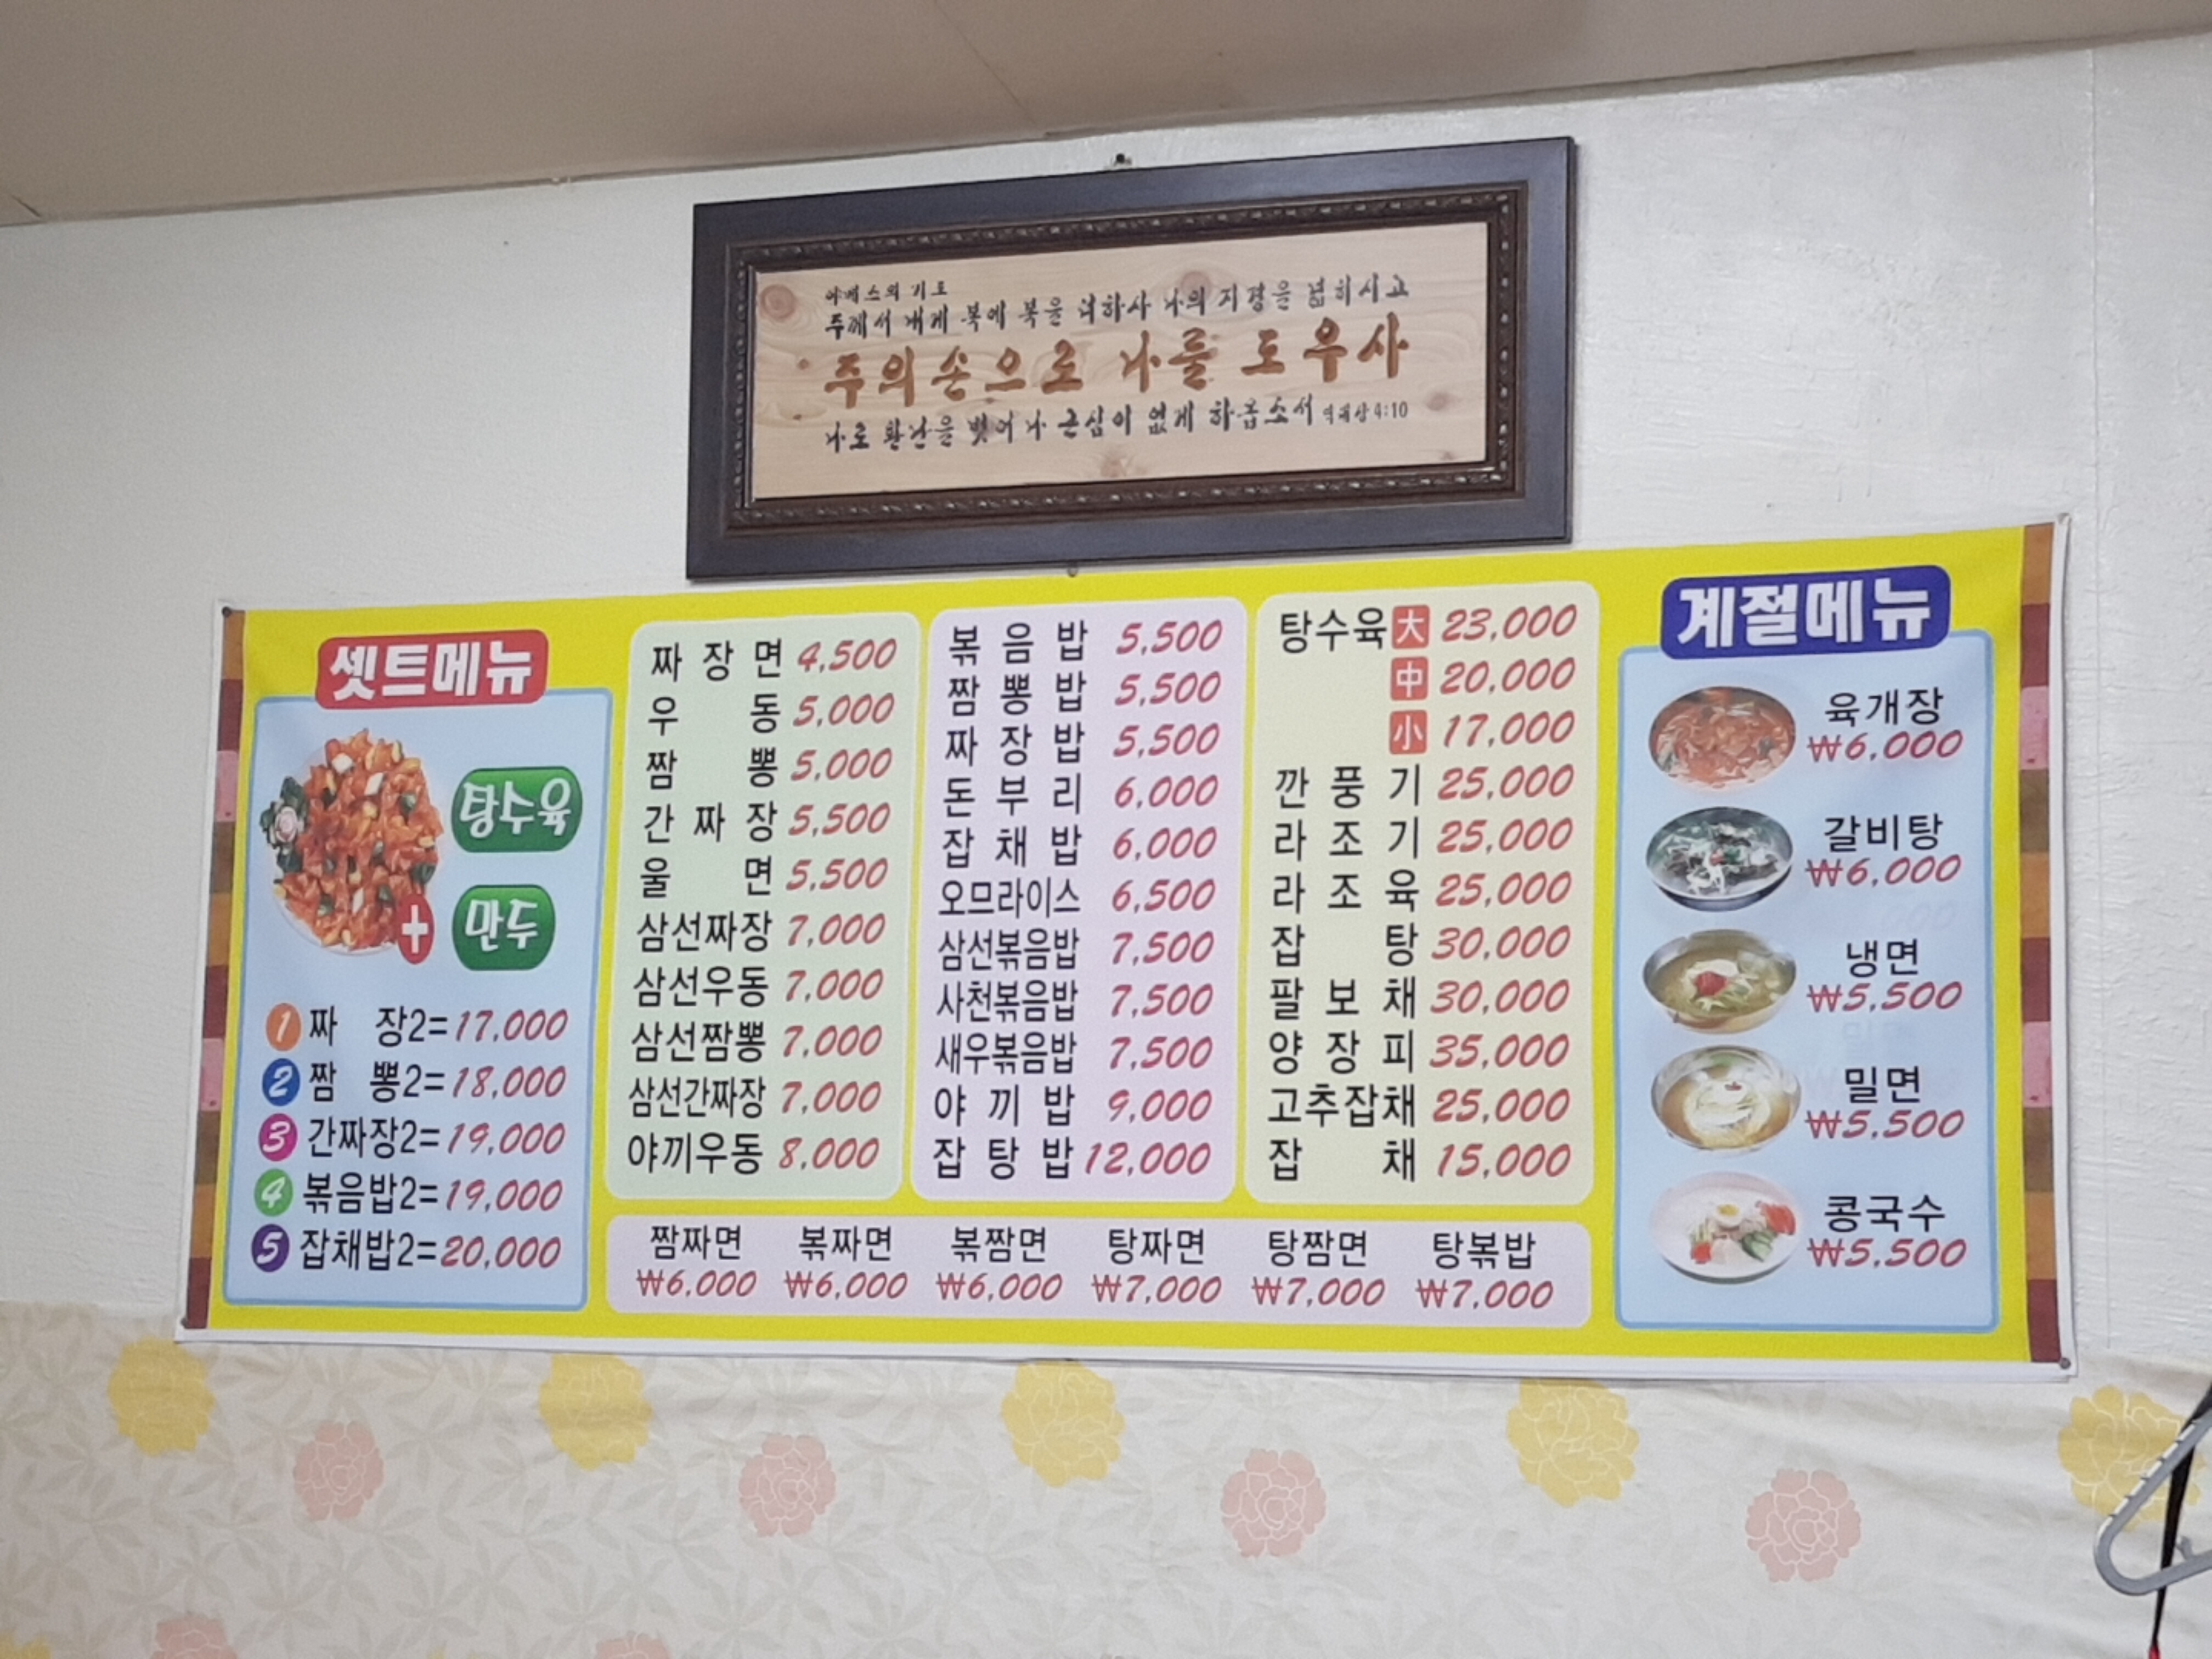 야베스의 기도
주께서 내게 복에 복을 더하사 나의 지경을 넓히시고
주의 손으로 나를 도우사
나로 환난을 벗어나 근심이 없게 하옵소서 역대상 4:10
셋트메뉴
탕수육
+
만두
1 짜 장2=17,000
2 짬 뽕2=18,000
3 간짜장2=19,000
4 볶음밥2=19,000
5 잡채밥2=20,000
짜 장 면 4,500
우 동 5,000
짬 뽕 5,000
간 짜 장 5,500
울 면 5,500
삼선짜장 7,000
삼선우동 7,000
삼선짬뽕 7,000
삼선간짜장 7,000
야끼우동 8,000
볶 음 밥 5,500
짬 뽕 밥 5,500
짜 장 밥 5,500
돈 부 리 6,000
잡 채 밥 6,000
오므라이스 6,500
삼선볶음밥 7,500
사천볶음밥 7,500
새우볶음밥 7,500
야 끼 밥 9,000
잡 탕 밥 12,000
탕수육 大 23,000
中 20,000
小 17,000
깐 풍 기 25,000
라 조 기 25,000
라 조 육 25,000
잡 탕 30,000
팔 보 채 30,000
양 장 피 35,000
고추잡채 25,000
잡 채 15,000
짬짜면 볶짜면 볶짬면 탕짜면 탕짬면 탕볶밥
₩6,000 ₩6,000 ₩6,000 ₩7,000 ₩7,000 ₩7,000
계절메뉴
육개장
₩6,000
갈비탕
₩6,000
냉면
₩5,500
밀면
₩5,500
콩국수
₩5,500